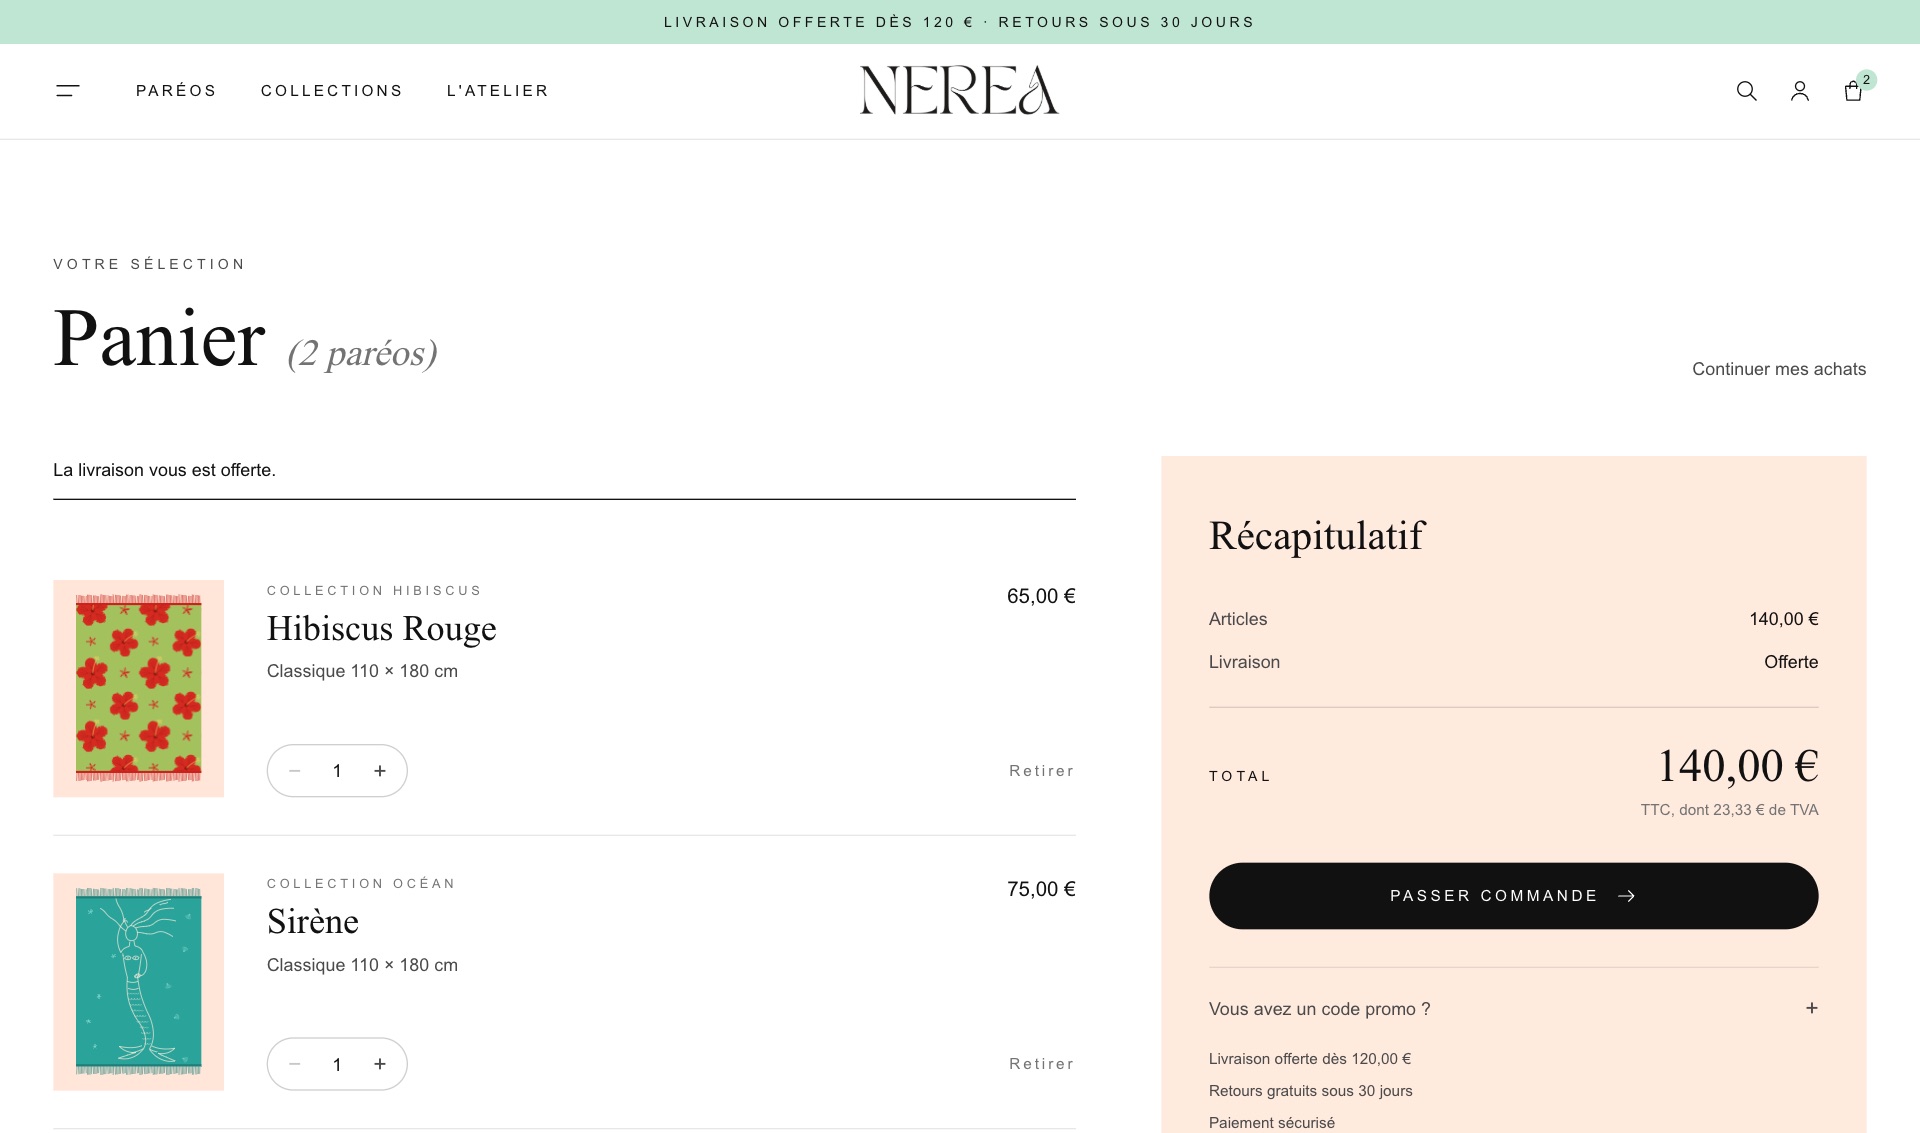 LIVRAISON OFFERTE DÈS 120 € · RETOURS SOUS 30 JOURS
PARÉOS COLLECTIONS L'ATELIER
NEREA
2
VOTRE SÉLECTION
Panier (2 paréos)
Continuer mes achats
La livraison vous est offerte.
COLLECTION HIBISCUS
Hibiscus Rouge
Classique 110 × 180 cm
65,00 €
− 1 +
Retirer
COLLECTION OCÉAN
Sirène
Classique 110 × 180 cm
75,00 €
− 1 +
Retirer
Récapitulatif
Articles 140,00 €
Livraison Offerte
TOTAL 140,00 €
TTC, dont 23,33 € de TVA
PASSER COMMANDE →
Vous avez un code promo ? +
Livraison offerte dès 120,00 €
Retours gratuits sous 30 jours
Paiement sécurisé